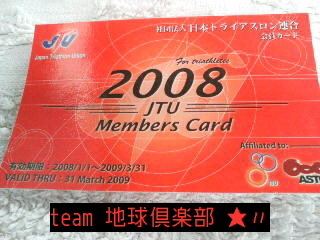 JTU
Japan Triathlon Union
社団法人 日本トライアスロン連合
会員カード
For triathletes
2008
JTU
Members Card
有効期限：2008/1/1〜2009/3/31
VALID THRU：31 March 2009
Affiliated to:
ITU
AST
team 地球倶楽部 ★〃